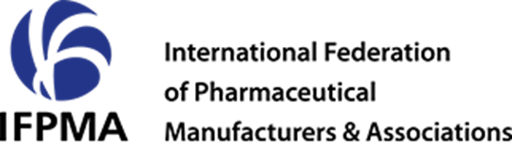 IFPMA
International Federation
of Pharmaceutical
Manufacturers & Associations